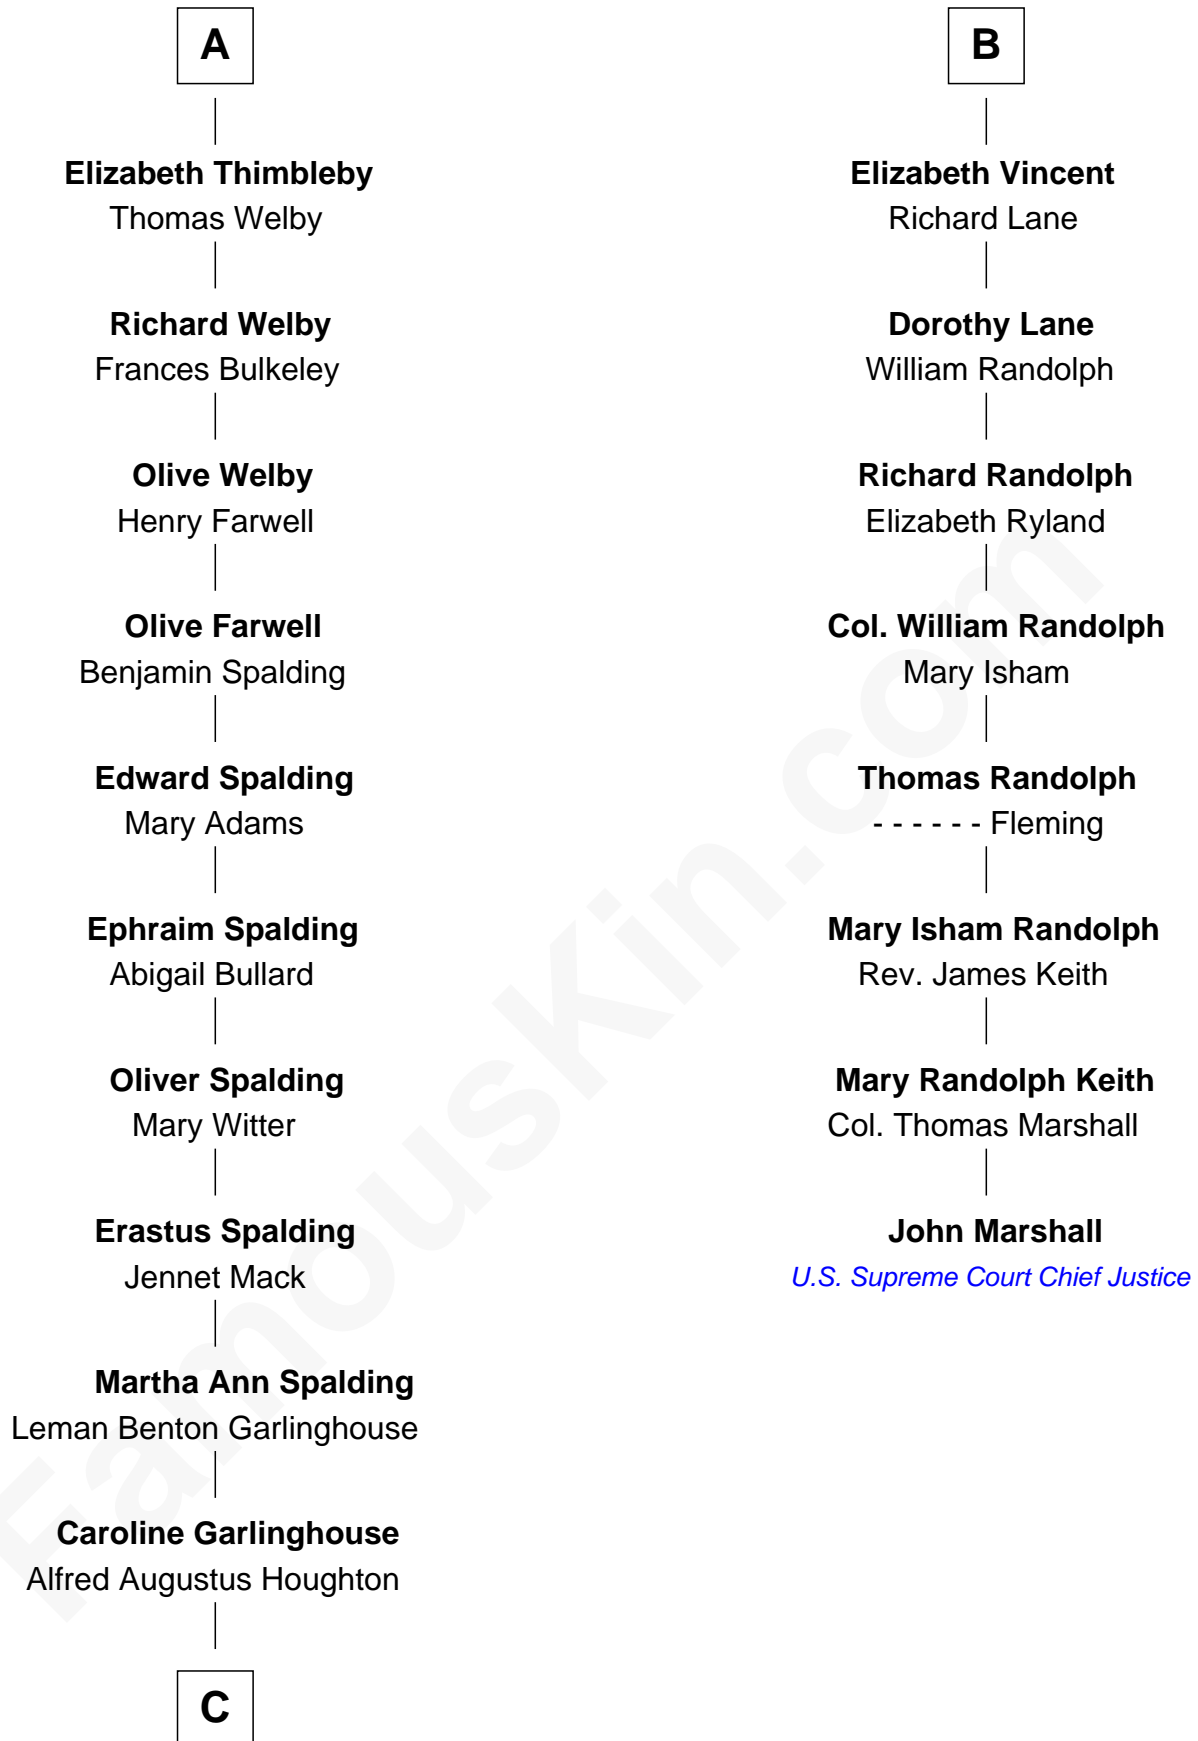 A
Elizabeth Thimbleby
Thomas Welby
Richard Welby
Frances Bulkeley
Olive Welby
Henry Farwell
Olive Farwell
Benjamin Spalding
Edward Spalding
Mary Adams
Ephraim Spalding
Abigail Bullard
Oliver Spalding
Mary Witter
Erastus Spalding
Jennet Mack
Martha Ann Spalding
Leman Benton Garlinghouse
Caroline Garlinghouse
Alfred Augustus Houghton
C
B
Elizabeth Vincent
Richard Lane
Dorothy Lane
William Randolph
Richard Randolph
Elizabeth Ryland
Col. William Randolph
Mary Isham
Thomas Randolph
- - - - - - Fleming
Mary Isham Randolph
Rev. James Keith
Mary Randolph Keith
Col. Thomas Marshall
John Marshall
U.S. Supreme Court Chief Justice
FamousKin.com